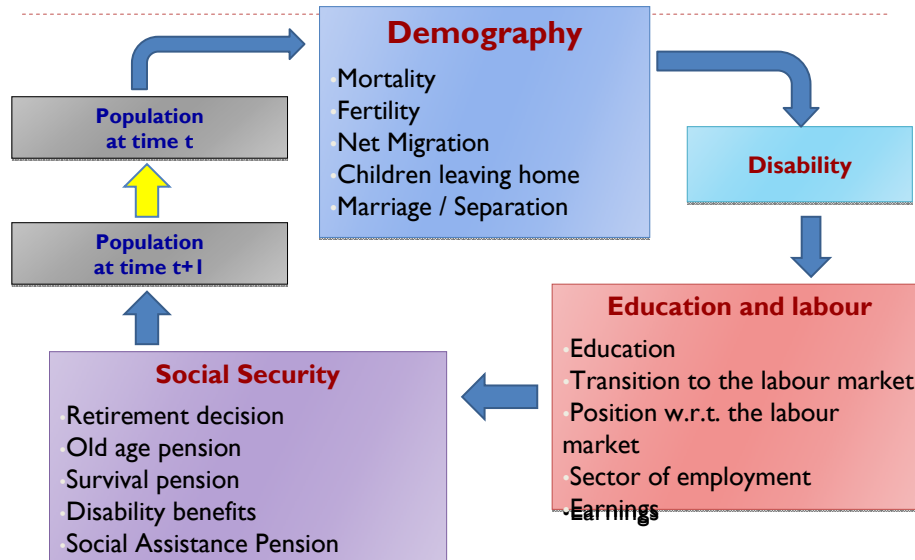 Demography
·Mortality
·Fertility
·Net Migration
·Children leaving home
·Marriage / Separation
Population
at time t
Population
at time t+1
Disability
Education and labour
·Education
·Transition to the labour market
·Position w.r.t. the labour
market
·Sector of employment
·Earnings
Social Security
·Retirement decision
·Old age pension
·Survival pension
·Disability benefits
·Social Assistance Pension